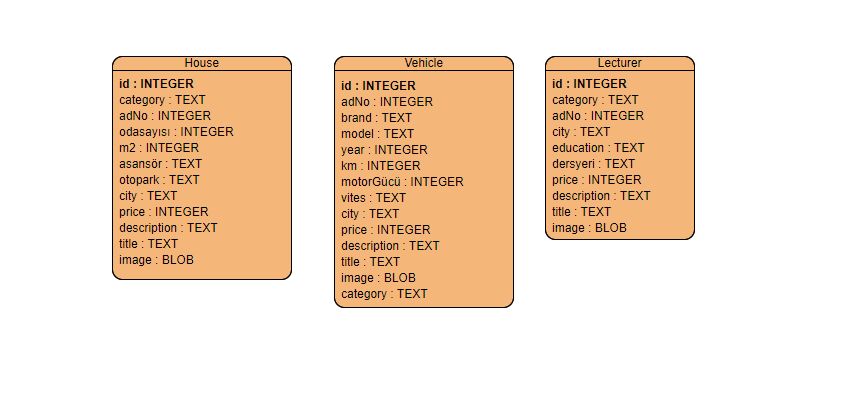 House
id : INTEGER
category : TEXT
adNo : INTEGER
odasayısı : INTEGER
m2 : INTEGER
asansör : TEXT
otopark : TEXT
city : TEXT
price : INTEGER
description : TEXT
title : TEXT
image : BLOB
Vehicle
id : INTEGER
adNo : INTEGER
brand : TEXT
model : TEXT
year : INTEGER
km : INTEGER
motorGücü : INTEGER
vites : TEXT
city : TEXT
price : INTEGER
description : TEXT
title : TEXT
image : BLOB
category : TEXT
Lecturer
id : INTEGER
category : TEXT
adNo : INTEGER
city : TEXT
education : TEXT
dersyeri : TEXT
price : INTEGER
description : TEXT
title : TEXT
image : BLOB